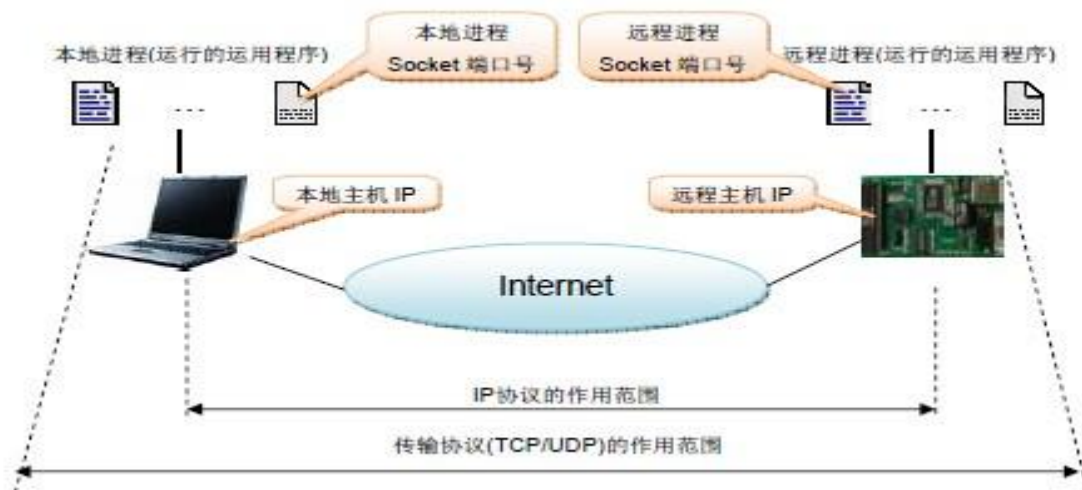 本地进程(运行的运用程序)
本地进程
Socket 端口号
远程进程
Socket 端口号
远程进程(运行的运用程序)
本地主机 IP
远程主机 IP
Internet
IP协议的作用范围
传输协议(TCP/UDP)的作用范围